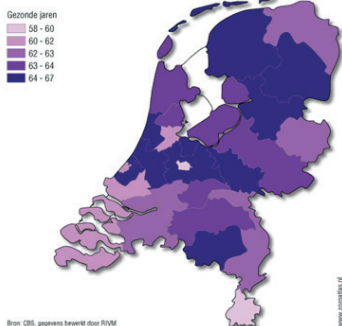 Gezonde jaren
58 - 60
60 - 62
62 - 63
63 - 64
64 - 67
Bron: CBS, gegevens bewerkt door RIVM
www.zorgatlas.nl